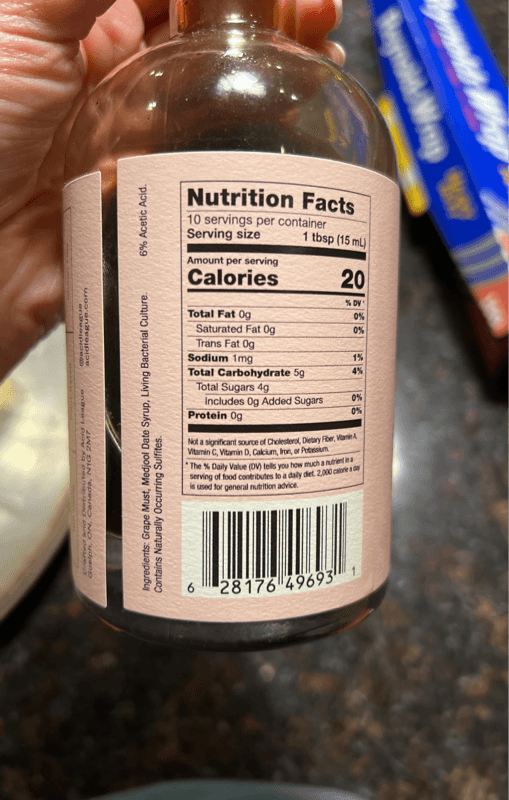 Nutrition Facts
10 servings per container
Serving size 1 tbsp (15 mL)
Amount per serving
Calories 20
% DV*
Total Fat 0g 0%
Saturated Fat 0g 0%
Trans Fat 0g
Sodium 1mg 1%
Total Carbohydrate 5g 4%
Total Sugars 4g
Includes 0g Added Sugars 0%
Protein 0g 0%
Not a significant source of Cholesterol, Dietary Fiber, Vitamin A,
Vitamin C, Vitamin D, Calcium, Iron, or Potassium.
* The % Daily Value (DV) tells you how much a nutrient in a
serving of food contributes to a daily diet. 2,000 calorie a day
is used for general nutrition advice.
6 28176 49693 1
Ingredients: Grape Must, Medjool Date Syrup, Living Bacterial Culture. 6% Acetic Acid.
Contains Naturally Occurring Sulfites.
Distributed by Acid League @acidleague
Guelph, ON, Canada, N1G 2M7 acidleague.com